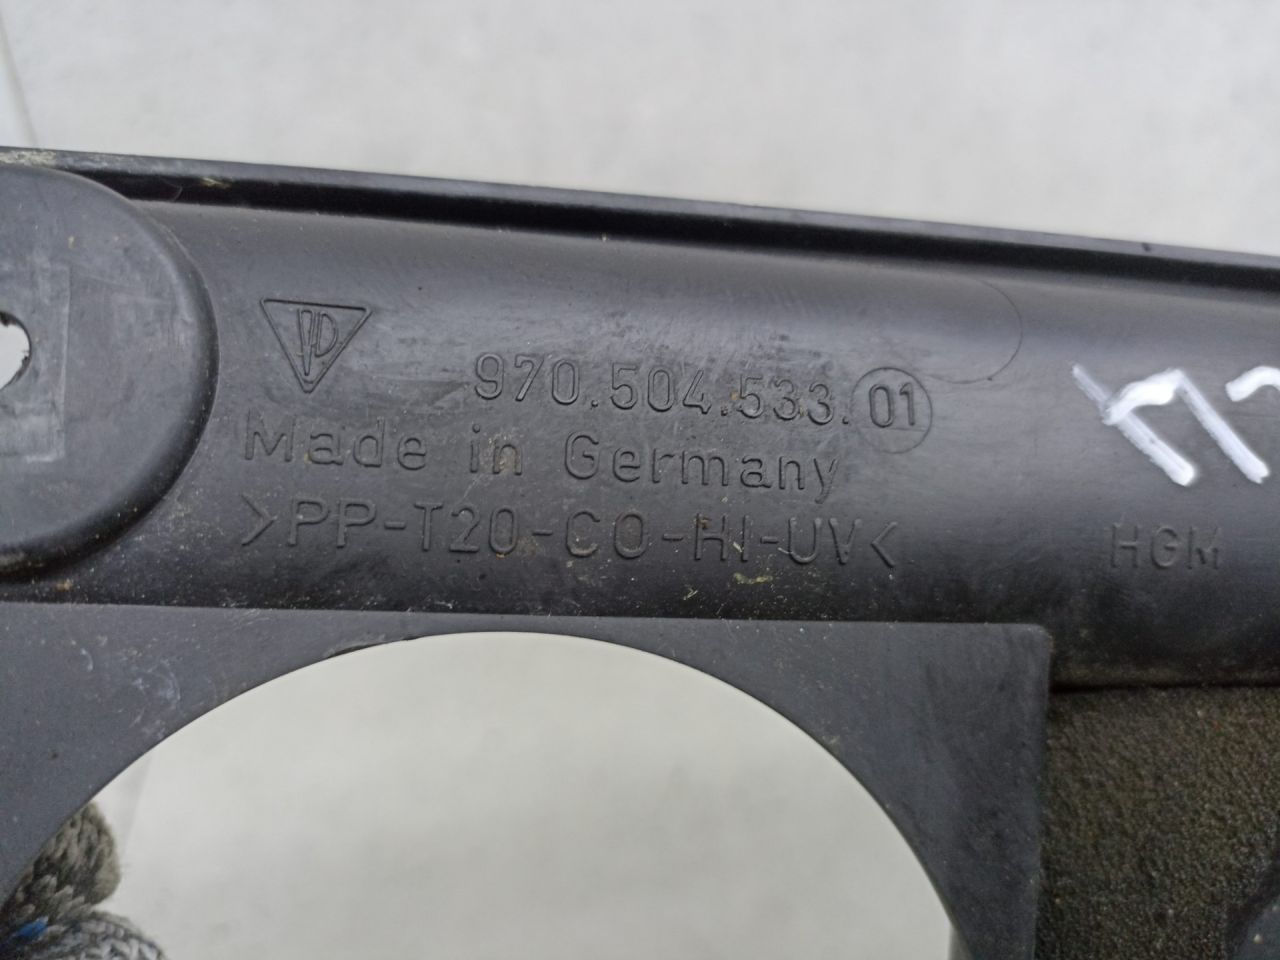 970.504.533.01
Made in Germany
>PP-T20-CO-HI-UV<
HGM